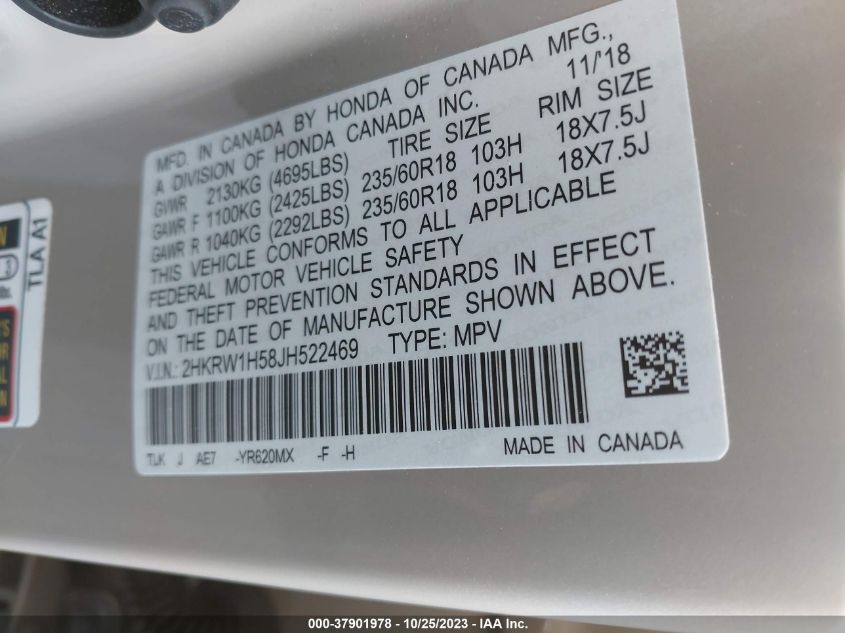 MFD. IN CANADA BY HONDA OF CANADA MFG.,
A DIVISION OF HONDA CANADA INC. 11/'18
GVWR 2130KG (4695LBS) TIRE SIZE RIM SIZE
GAWR F 1100KG (2425LBS) 235/60R18 103H 18X7.5J
GAWR R 1040KG (2292LBS) 235/60R18 103H 18X7.5J
THIS VEHICLE CONFORMS TO ALL APPLICABLE
FEDERAL MOTOR VEHICLE SAFETY
AND THEFT PREVENTION STANDARDS IN EFFECT
ON THE DATE OF MANUFACTURE SHOWN ABOVE.
V.I.N.: 2HKRW1H58JH522469 TYPE: MPV
TLK J AE7 -YR620MX -F -H MADE IN CANADA
TLA A1
000-37901978 - 10/25/2023 - IAA Inc.